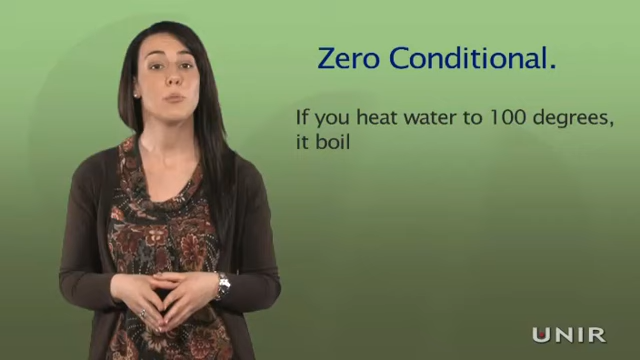 Zero Conditional.
If you heat water to 100 degrees,
it boil
UNIR